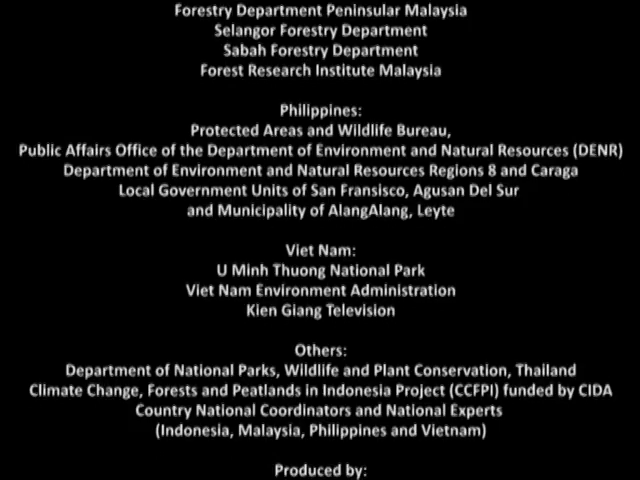 Forestry Department Peninsular Malaysia
Selangor Forestry Department
Sabah Forestry Department
Forest Research Institute Malaysia
Philippines:
Protected Areas and Wildlife Bureau,
Public Affairs Office of the Department of Environment and Natural Resources (DENR)
Department of Environment and Natural Resources Regions 8 and Caraga
Local Government Units of San Fransisco, Agusan Del Sur
and Municipality of AlangAlang, Leyte
Viet Nam:
U Minh Thuong National Park
Viet Nam Environment Administration
Kien Giang Television
Others:
Department of National Parks, Wildlife and Plant Conservation, Thailand
Climate Change, Forests and Peatlands in Indonesia Project (CCFPI) funded by CIDA
Country National Coordinators and National Experts
(Indonesia, Malaysia, Philippines and Vietnam)
Produced by: